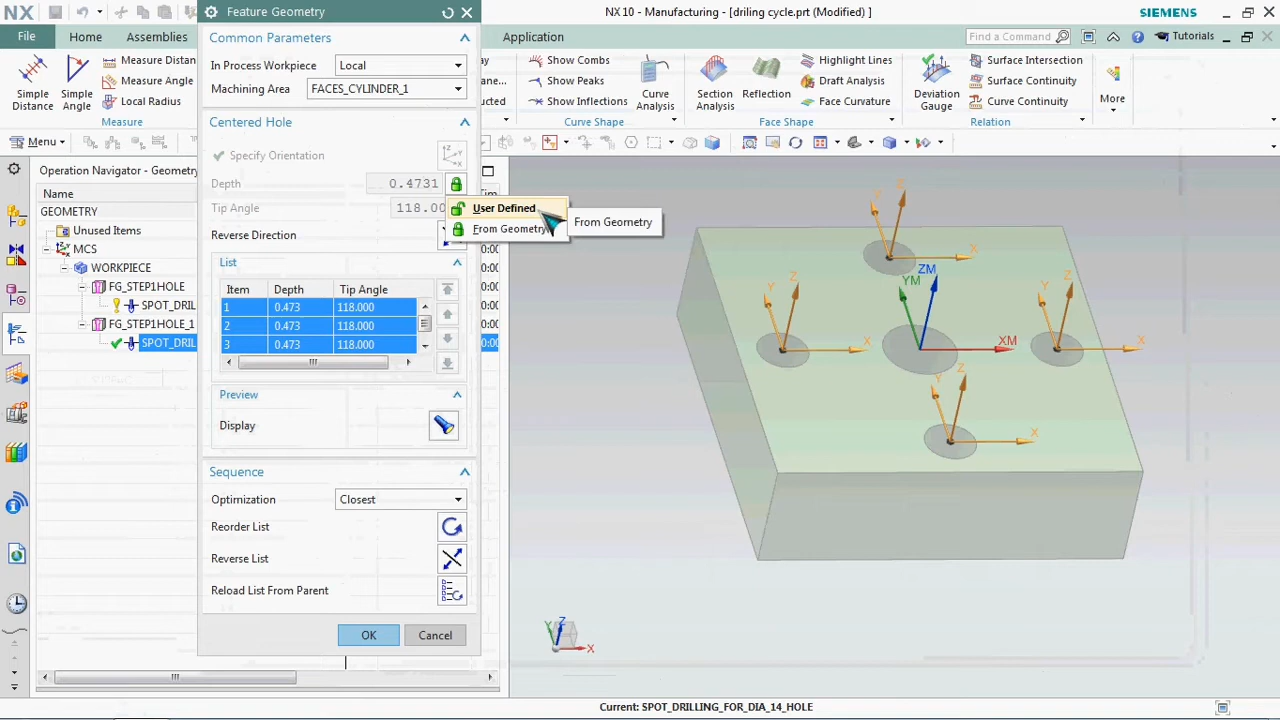 NX
Feature Geometry
NX 10 - Manufacturing - [driling cycle.prt (Modified) ]
SIEMENS
File
Home
Assemblies
Application
Find a Command
Tutorials
Simple Distance
Simple Angle
Measure Distan
Measure Angle
Local Radius
Measure
Show Combs
Show Peaks
Show Inflections
Curve Analysis
Curve Shape
Section Analysis
Reflection
Highlight Lines
Draft Analysis
Face Curvature
Face Shape
Deviation Gauge
Surface Intersection
Surface Continuity
Curve Continuity
Relation
More
Menu
Common Parameters
In Process Workpiece
Local
Machining Area
FACES_CYLINDER_1
Centered Hole
Specify Orientation
Depth
0.4731
Tip Angle
118.00
User Defined
From Geometry
From Geometry
Reverse Direction
List
Item Depth Tip Angle
1 0.473 118.000
2 0.473 118.000
3 0.473 118.000
Preview
Display
Sequence
Optimization
Closest
Reorder List
Reverse List
Reload List From Parent
OK
Cancel
Operation Navigator - Geometry
Name
GEOMETRY
Unused Items
MCS
WORKPIECE
FG_STEP1HOLE
SPOT_DRIL
FG_STEP1HOLE_1
SPOT_DRIL
Y
Z
X
Y
Z
X
YM
ZM
XM
Y
Z
X
Y
Z
X
Y
Z
X
Current: SPOT_DRILLING_FOR_DIA_14_HOLE